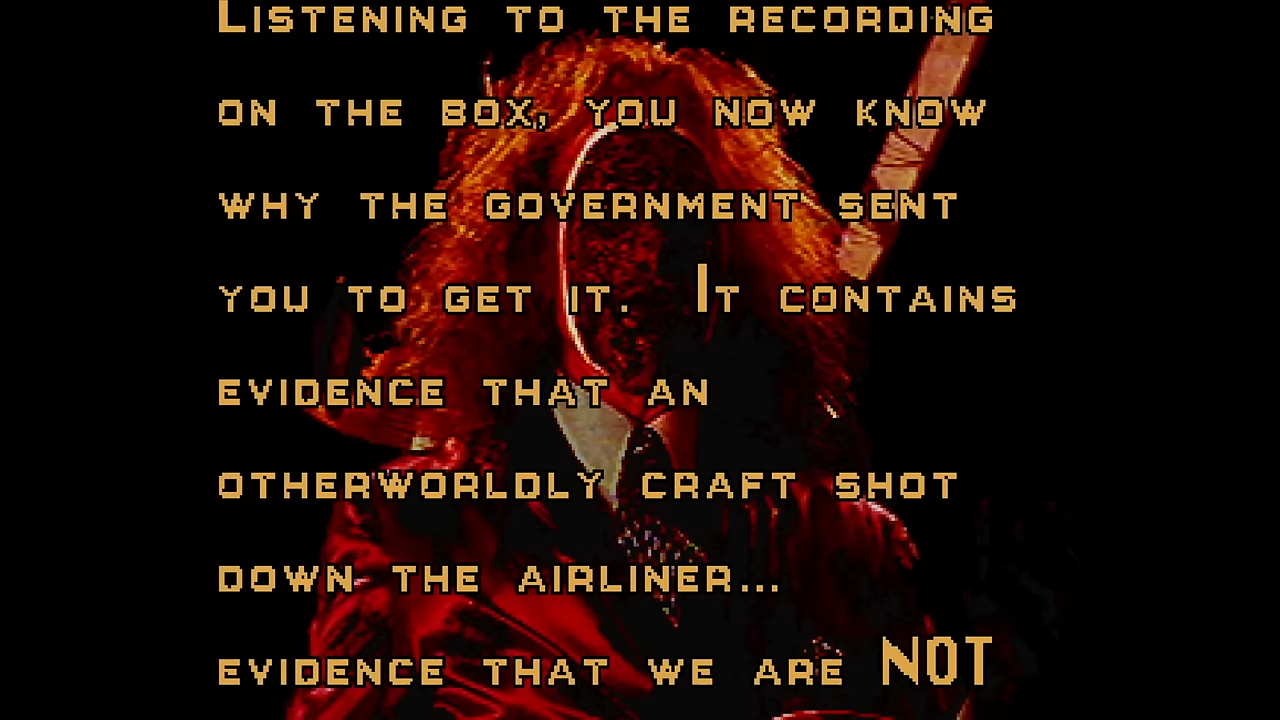 Listening to the recording
on the box, you now know
why the government sent
you to get it. It contains
evidence that an
otherworldly craft shot
down the airliner...
evidence that we are NOT